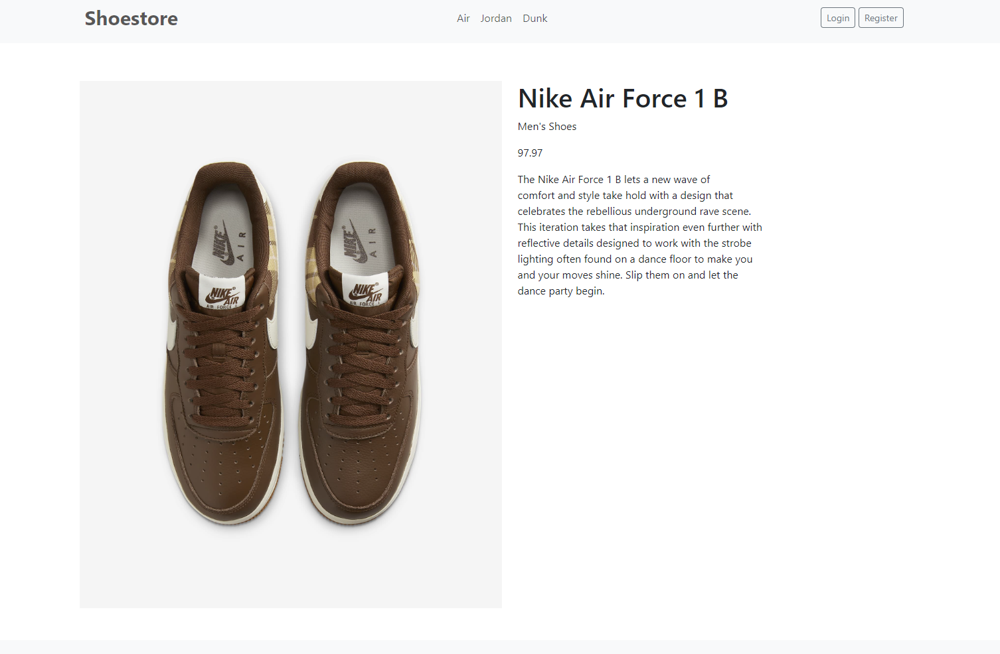 Shoestore
Air Jordan Dunk
Login Register
Nike Air Force 1 B
Men's Shoes
97.97
The Nike Air Force 1 B lets a new wave of
comfort and style take hold with a design that
celebrates the rebellious underground rave scene.
This iteration takes that inspiration even further with
reflective details designed to work with the strobe
lighting often found on a dance floor to make you
and your moves shine. Slip them on and let the
dance party begin.
NIKE
AIR
NIKE
AIR
NIKE®
AIR
AIR FORCE 1
NIKE®
AIR
AIR FORCE 1